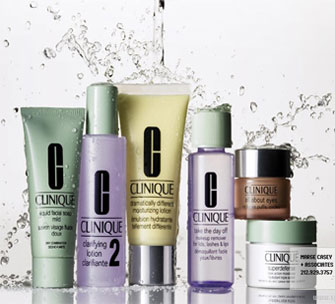 CLINIQUE
liquid facial soap
mild
savon visage fluide
doux
CLINIQUE
clarifying
lotion
lotion
clarifiante
2
CLINIQUE
dramatically different
moisturizing lotion
émulsion hydratante
tellement différente
CLINIQUE
take the day off
makeup remover
for lids, lashes & lips
démaquillant facial
yeux/lèvres
CLINIQUE
all about eyes
CLINIQUE
superdefense
MARGE CASEY
+ ASSOCIATES
212.929.3757